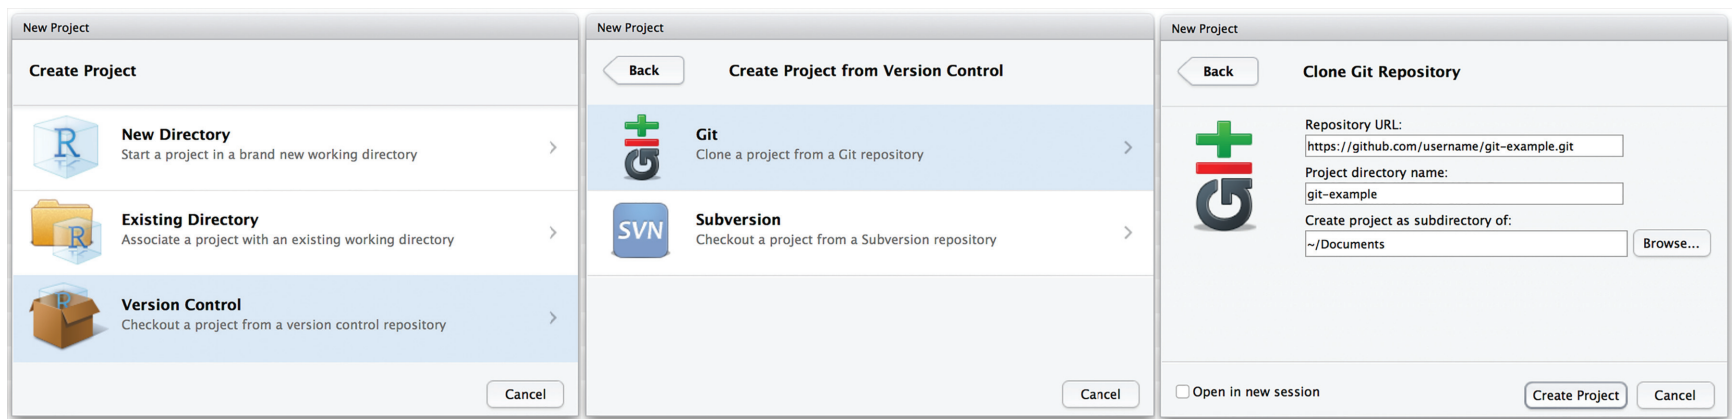 New Project
Create Project
R
New Directory
Start a project in a brand new working directory
R
Existing Directory
Associate a project with an existing working directory
R
Version Control
Checkout a project from a version control repository
Cancel
New Project
Back
Create Project from Version Control
git
Git
Clone a project from a Git repository
SVN
Subversion
Checkout a project from a Subversion repository
Cancel
New Project
Back
Clone Git Repository
git
Repository URL:
https://github.com/username/git-example.git
Project directory name:
git-example
Create project as subdirectory of:
~/Documents
Browse...
Open in new session
Create Project
Cancel